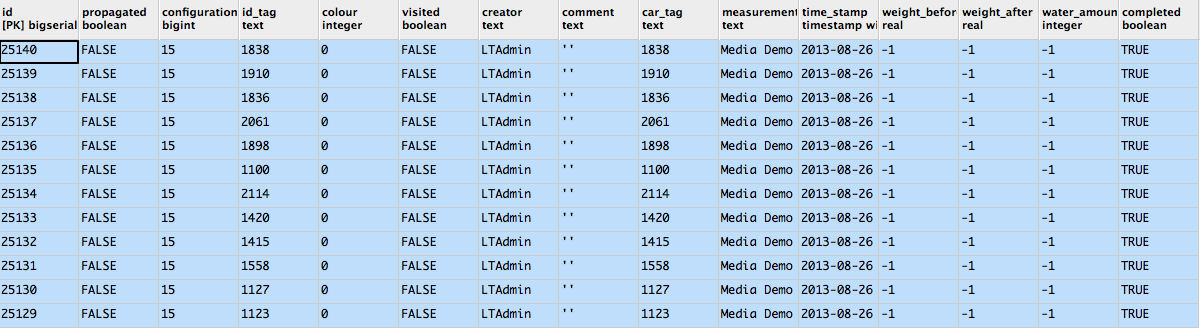 id propagated configuration id_tag colour visited creator comment car_tag measurement time_stamp weight_befor weight_after water_amoun completed
[PK] bigserial boolean bigint text integer boolean text text text text timestamp wi real real integer boolean
25140 FALSE 15 1838 0 FALSE LTAdmin '' 1838 Media Demo 2013-08-26 -1 -1 -1 TRUE
25139 FALSE 15 1910 0 FALSE LTAdmin '' 1910 Media Demo 2013-08-26 -1 -1 -1 TRUE
25138 FALSE 15 1836 0 FALSE LTAdmin '' 1836 Media Demo 2013-08-26 -1 -1 -1 TRUE
25137 FALSE 15 2061 0 FALSE LTAdmin '' 2061 Media Demo 2013-08-26 -1 -1 -1 TRUE
25136 FALSE 15 1898 0 FALSE LTAdmin '' 1898 Media Demo 2013-08-26 -1 -1 -1 TRUE
25135 FALSE 15 1100 0 FALSE LTAdmin '' 1100 Media Demo 2013-08-26 -1 -1 -1 TRUE
25134 FALSE 15 2114 0 FALSE LTAdmin '' 2114 Media Demo 2013-08-26 -1 -1 -1 TRUE
25133 FALSE 15 1420 0 FALSE LTAdmin '' 1420 Media Demo 2013-08-26 -1 -1 -1 TRUE
25132 FALSE 15 1415 0 FALSE LTAdmin '' 1415 Media Demo 2013-08-26 -1 -1 -1 TRUE
25131 FALSE 15 1558 0 FALSE LTAdmin '' 1558 Media Demo 2013-08-26 -1 -1 -1 TRUE
25130 FALSE 15 1127 0 FALSE LTAdmin '' 1127 Media Demo 2013-08-26 -1 -1 -1 TRUE
25129 FALSE 15 1123 0 FALSE LTAdmin '' 1123 Media Demo 2013-08-26 -1 -1 -1 TRUE